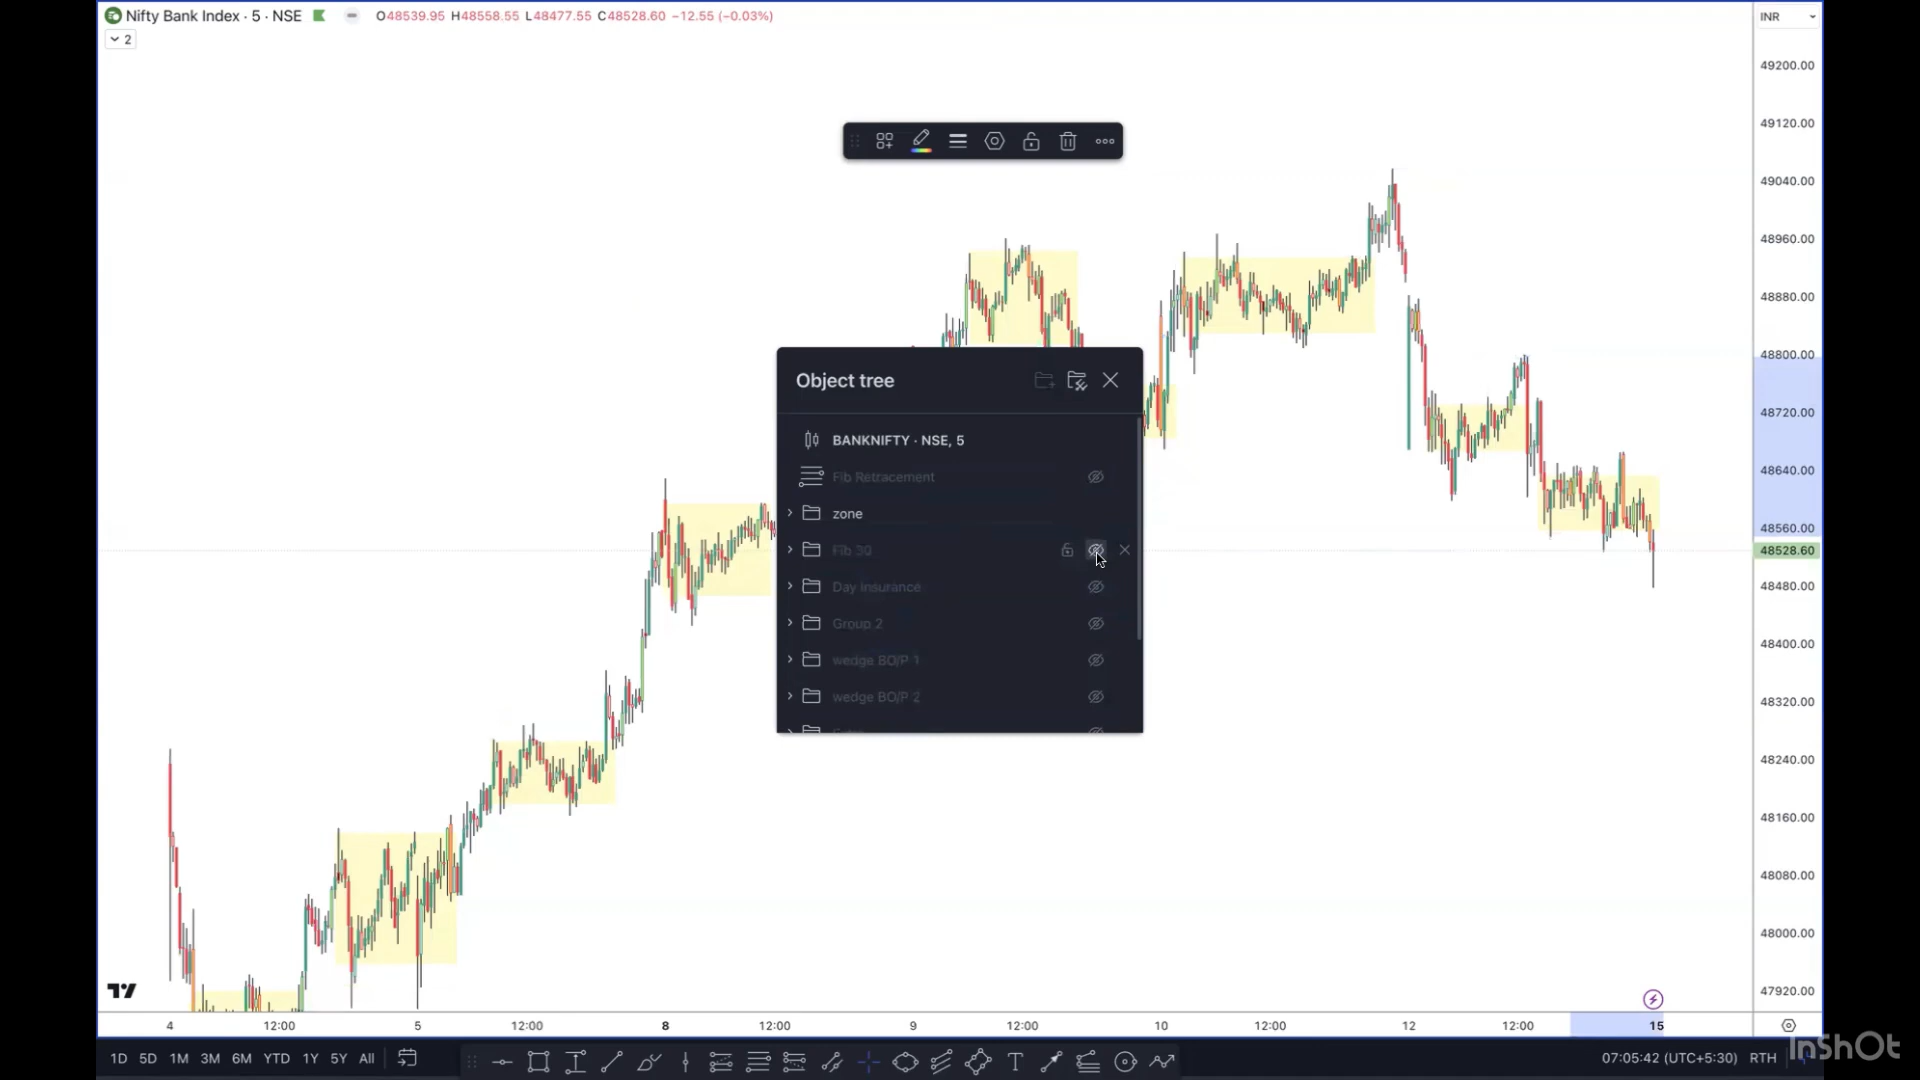 Nifty Bank Index · 5 · NSE
O48539.95 H48558.55 L48477.55 C48528.60 −12.55 (−0.03%)
INR
2
49200.00
49120.00
49040.00
48960.00
48880.00
48800.00
48720.00
48640.00
48560.00
48528.60
48480.00
48400.00
48320.00
48240.00
48160.00
48080.00
48000.00
47920.00
Object tree
BANKNIFTY · NSE, 5
Fib Retracement
zone
Fib 30
Day Insurance
Group 2
wedge BO/P 1
wedge BO/P 2
4 12:00 5 12:00 8 12:00 9 12:00 10 12:00 12 12:00 15
1D 5D 1M 3M 6M YTD 1Y 5Y All
07:05:42 (UTC+5:30) RTH
InShOt